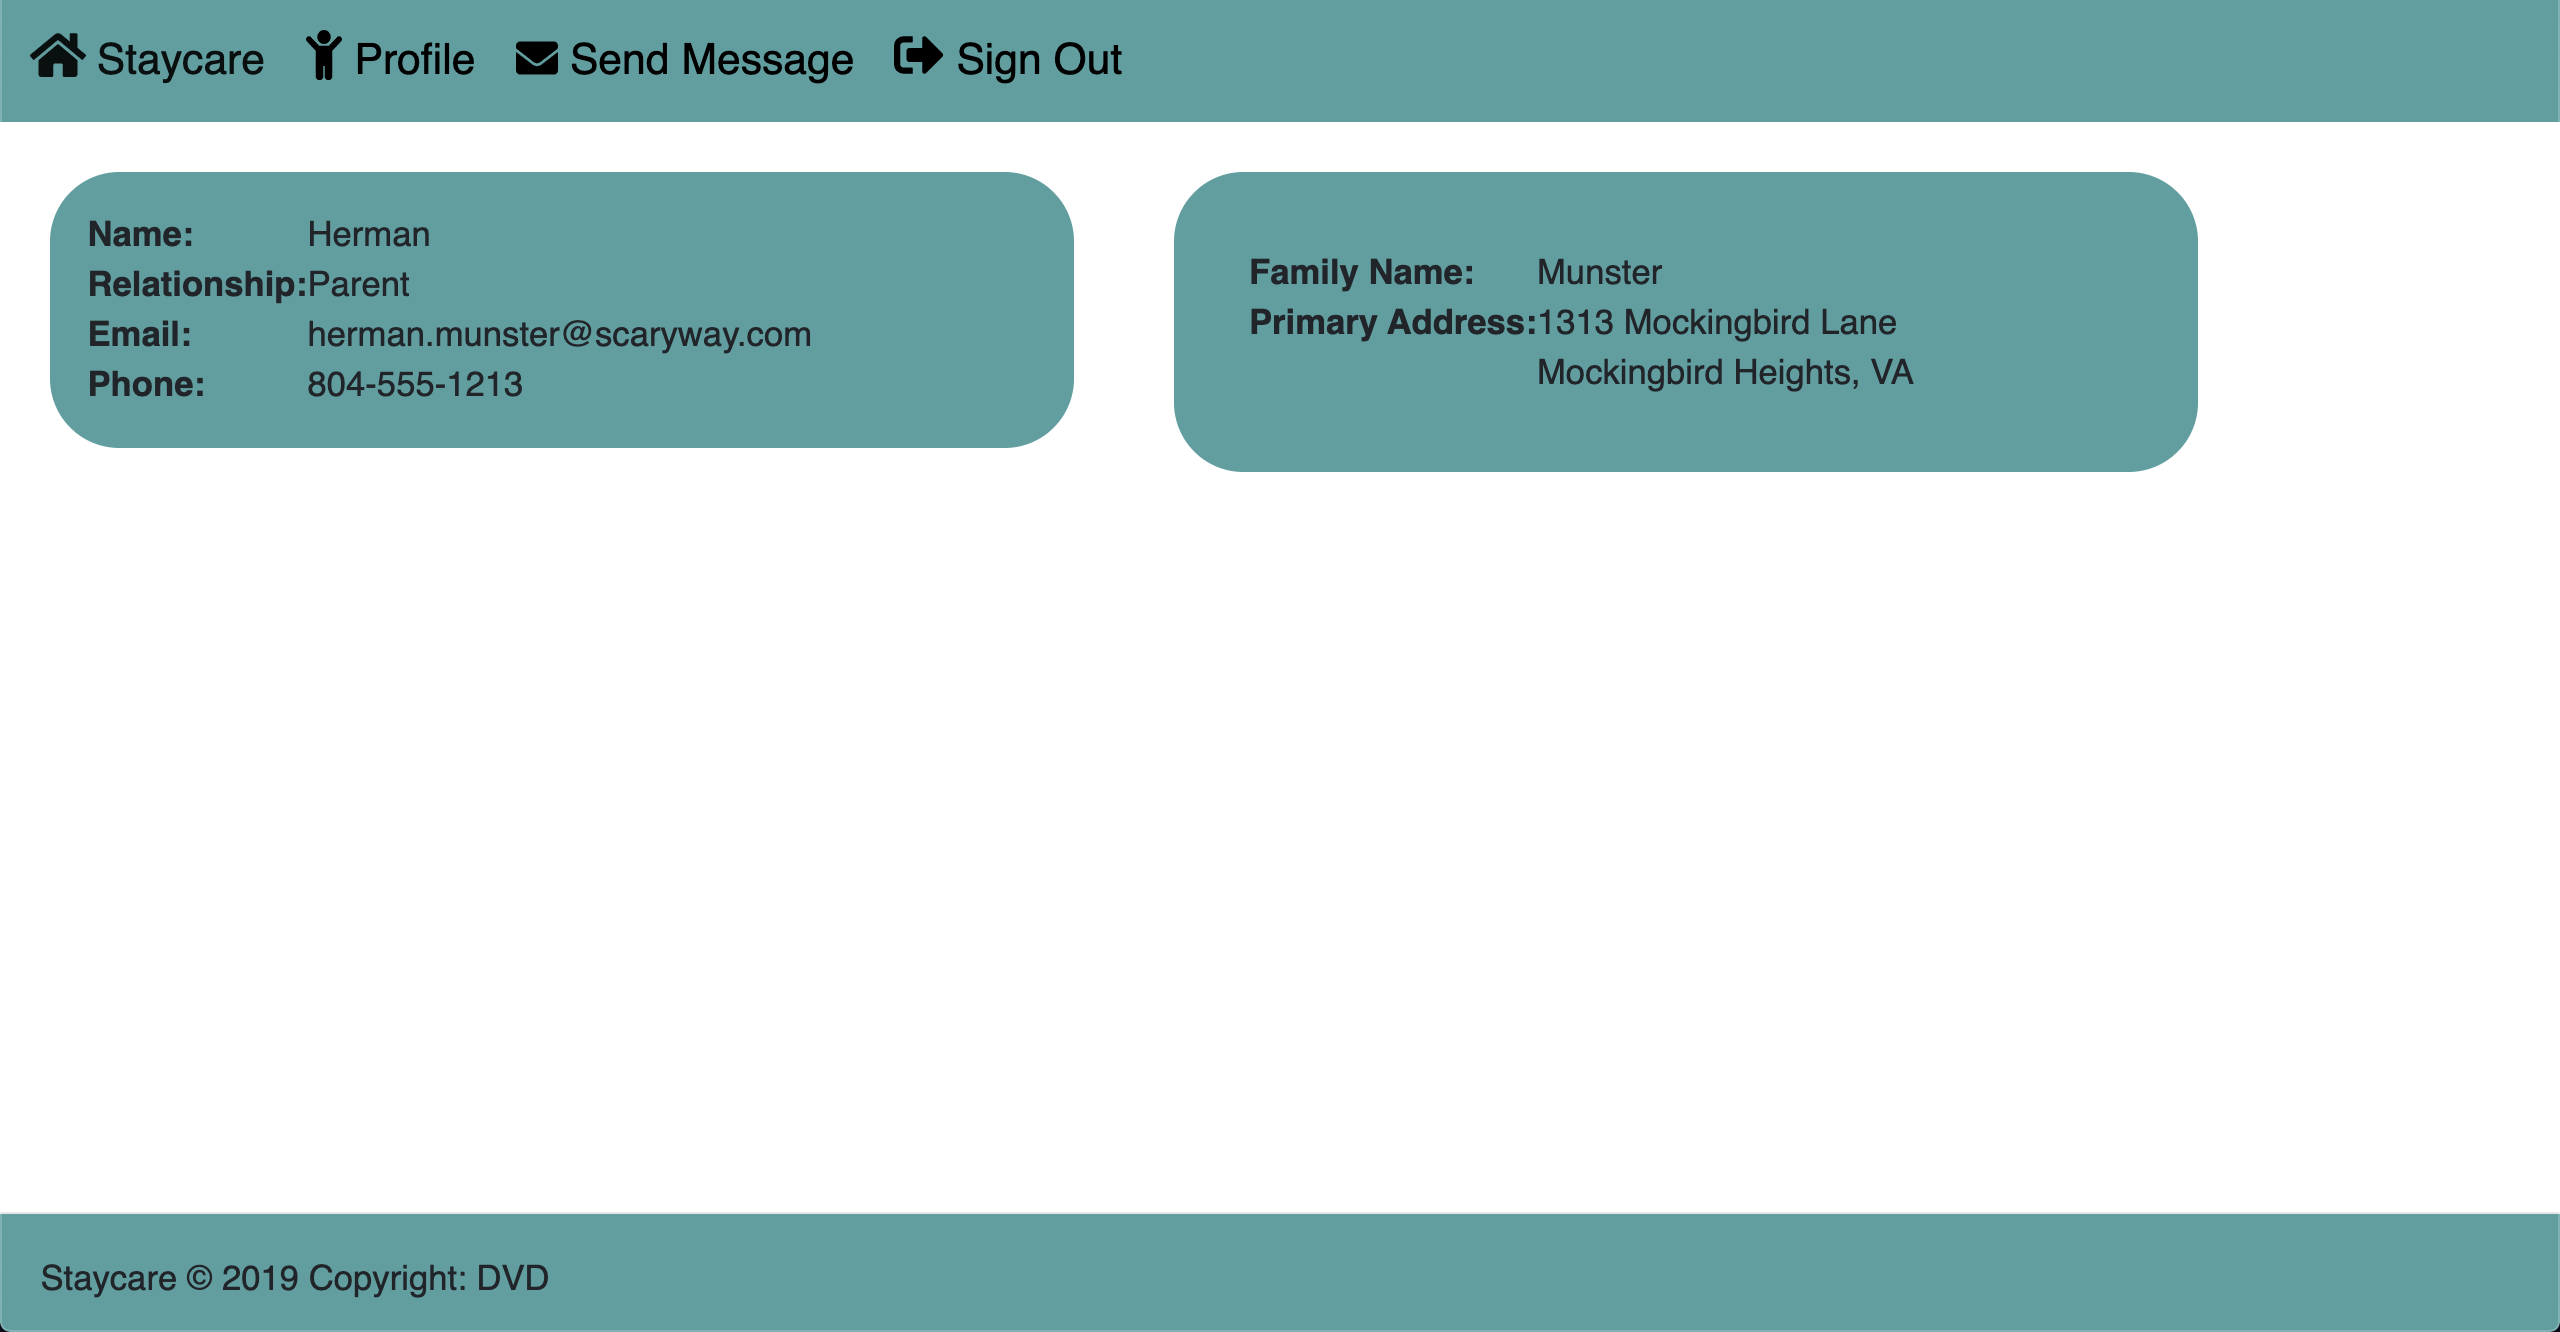 Staycare Profile Send Message Sign Out
Name: Herman
Relationship:Parent
Email: herman.munster@scaryway.com
Phone: 804-555-1213
Family Name: Munster
Primary Address:1313 Mockingbird Lane
Mockingbird Heights, VA
Staycare © 2019 Copyright: DVD